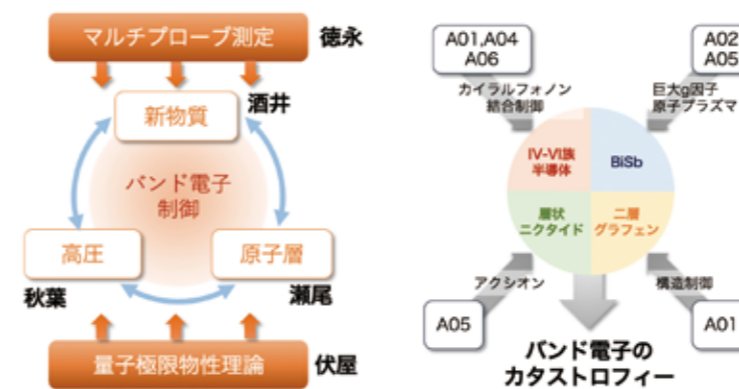 マルチプローブ測定
徳永
新物質
酒井
バンド電子
制御
高圧
秋葉
原子層
瀬尾
量子極限物性理論
伏屋
A01,A04
A06
A02
A05
カイラルフォノン
結合制御
巨大g因子
原子プラズマ
IV-VI族
半導体
BiSb
層状
ニクタイド
二層
グラフェン
アクシオン
構造制御
A05
A01
バンド電子の
カタストロフィー